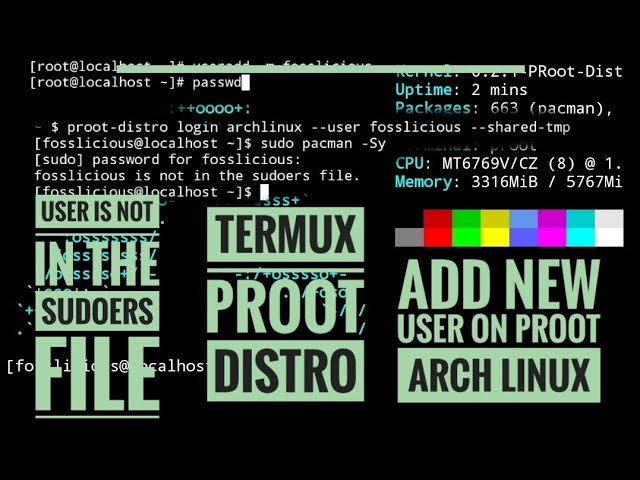 [root@localhost ~]# useradd -m fosslicious
[root@localhost ~]# passwd
::++oooo+:
~ $ proot-distro login archlinux --user fosslicious --shared-tmp
[fosslicious@localhost ~]$ sudo pacman -Sy
[sudo] password for fosslicious:
fosslicious is not in the sudoers file.
[fosslicious@localhost ~]$
Kernel: 6.2.1-PRoot-Dist
Uptime: 2 mins
Packages: 663 (pacman),
Terminal: proot
CPU: MT6769V/CZ (8) @ 1.
Memory: 3316MiB / 5767Mi
USER IS NOT
IN THE
SUDOERS
FILE
[fosslicious@localhost
TERMUX
PROOT
DISTRO
ADD NEW
USER ON PROOT
ARCH LINUX